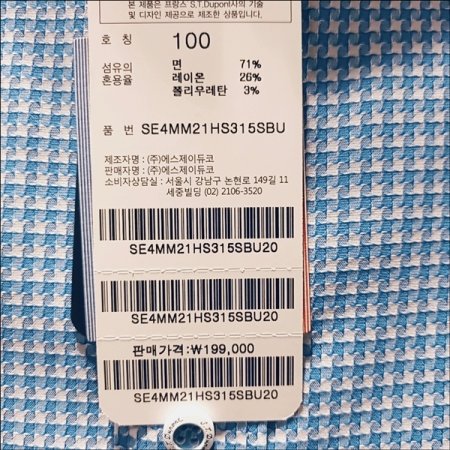 본 제품은 프랑스 S.T.Dupont사의 기술
및 디자인 제공으로 제조한 상품입니다.
호 칭 100
섬유의 면 71%
혼용율 레이온 26%
폴리우레탄 3%
품 번 SE4MM21HS315SBU
제조자명 : (주)에스제이듀코
판매자명 : (주)에스제이듀코
소비자상담실 : 서울시 강남구 논현로 149길 11
세중빌딩 (02) 2106-3520
SE4MM21HS315SBU20
SE4MM21HS315SBU20
판매가격:₩199,000
SE4MM21HS315SBU20
S.T. Dupont